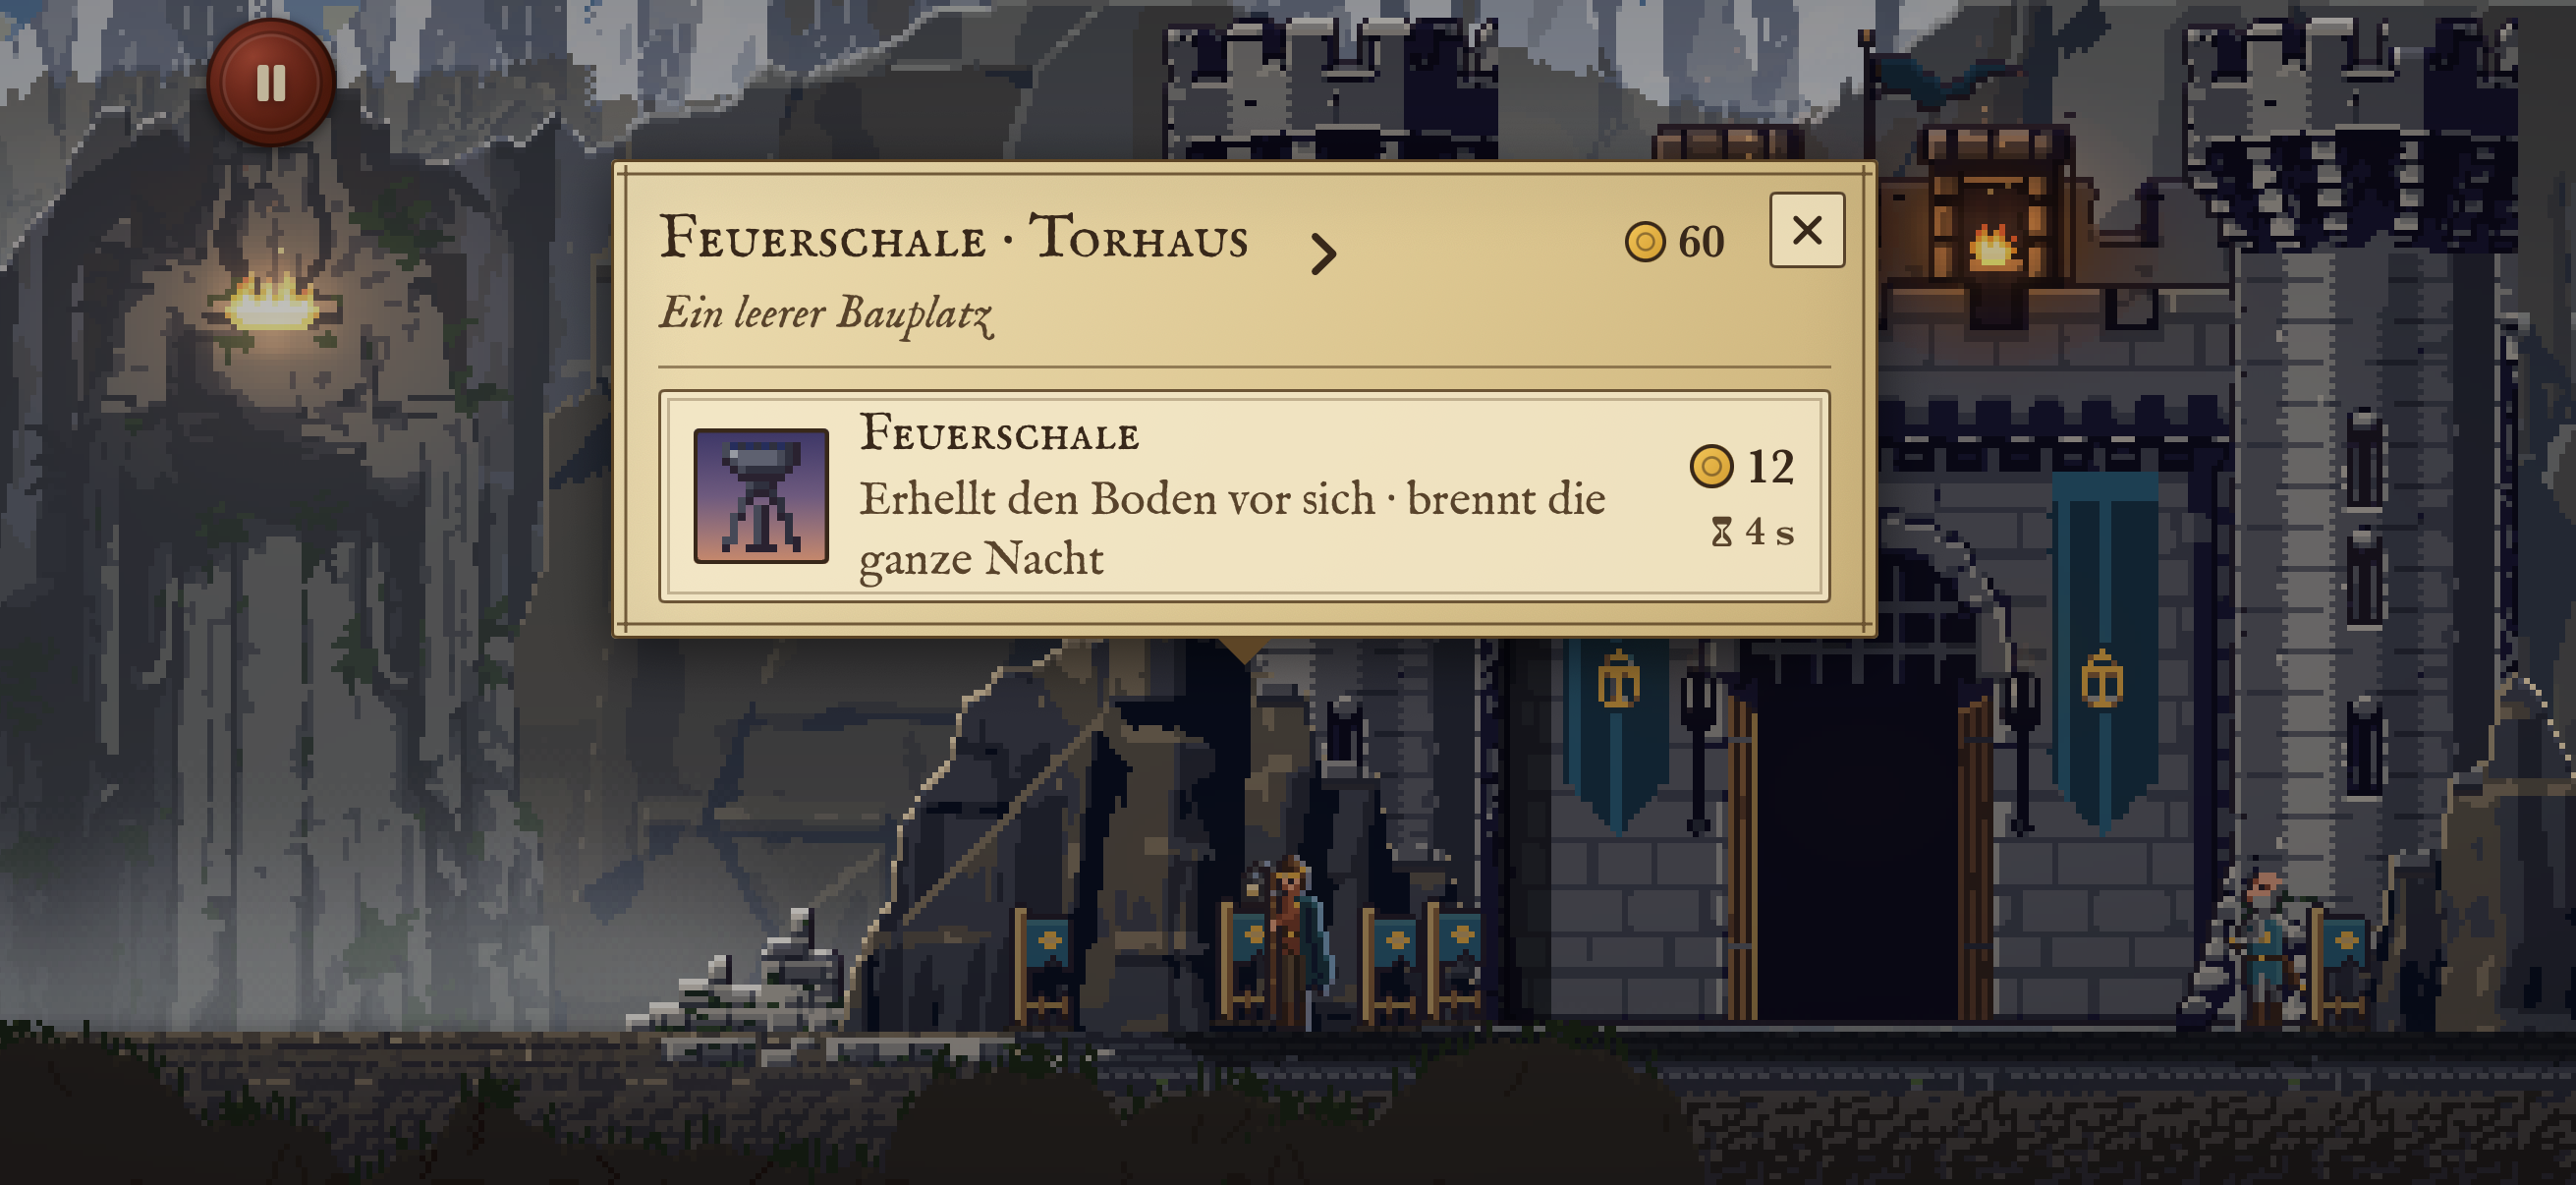 Feuerschale · Torhaus
60
Ein leerer Bauplatz
Feuerschale
Erhellt den Boden vor sich · brennt die
ganze Nacht
12
4 s